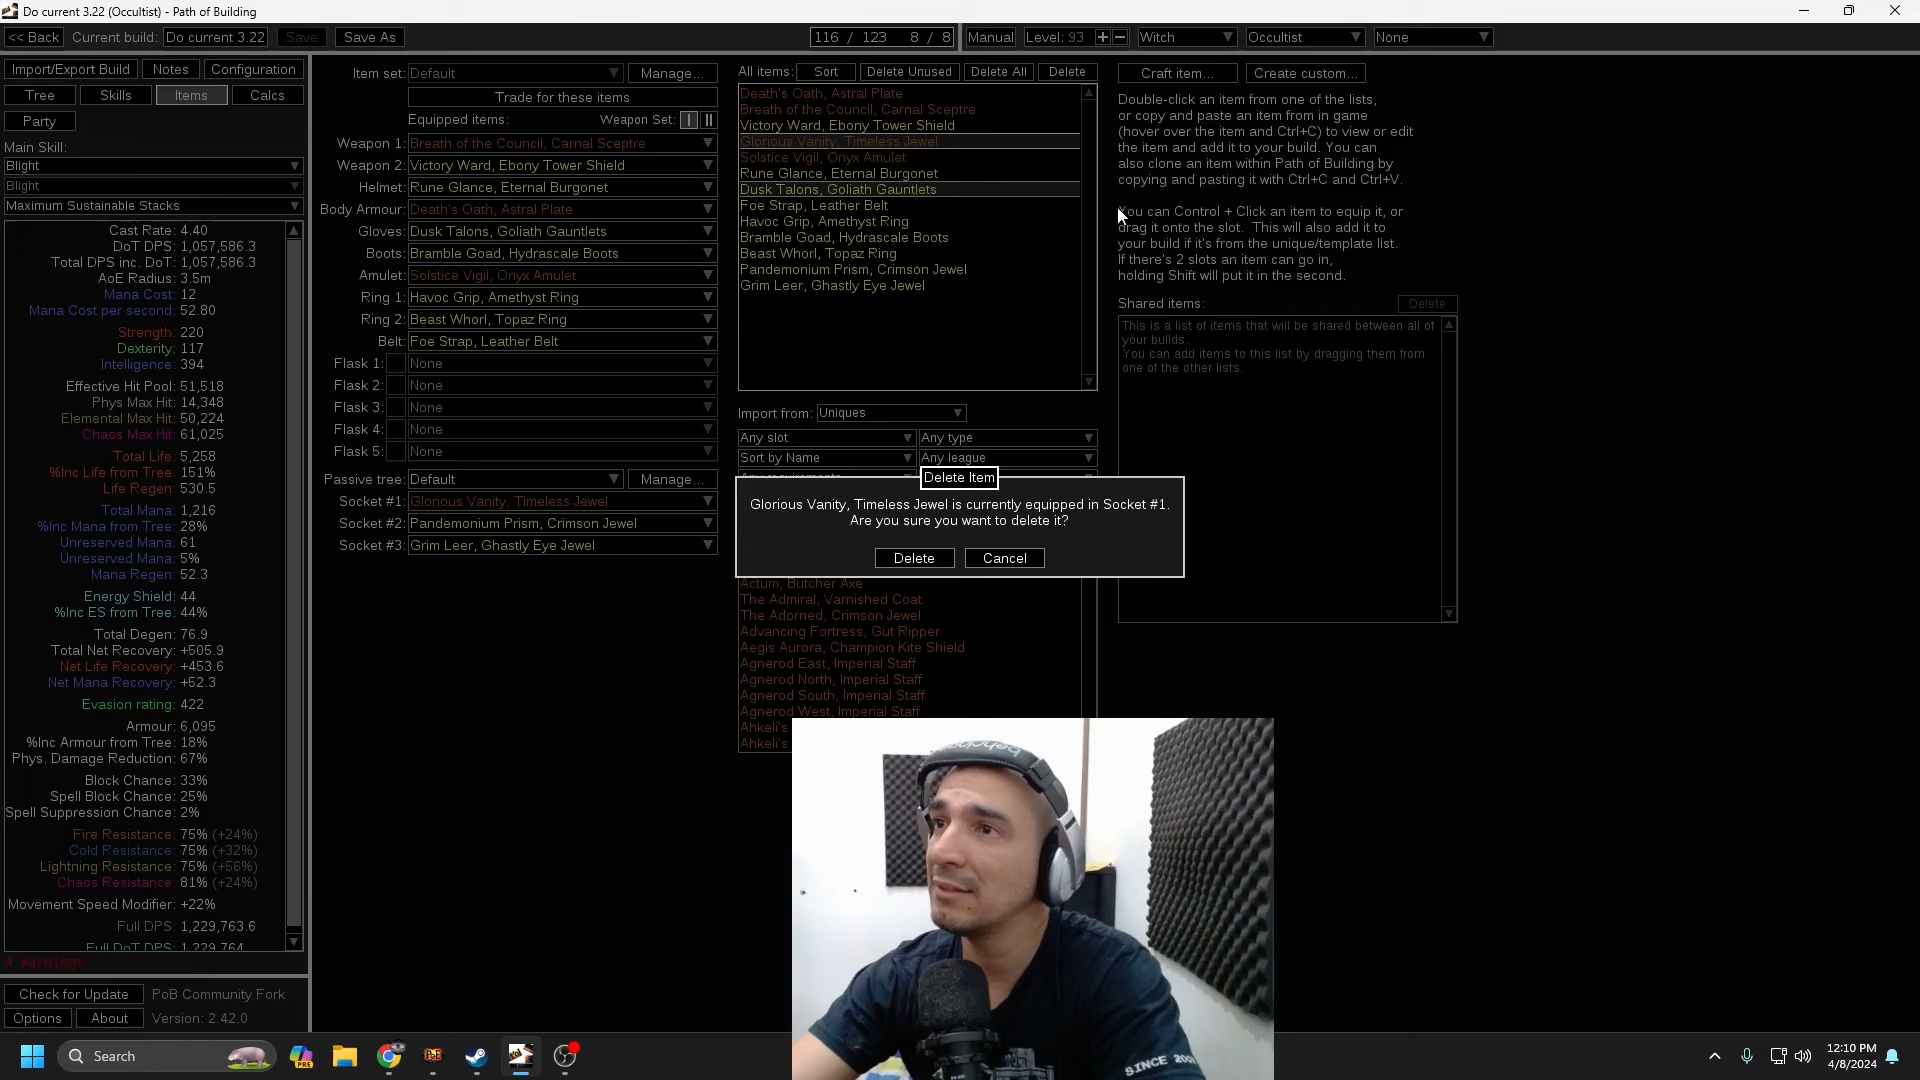 Do current 3.22 (Occultist) - Path of Building
<< Back
Current build: Do current 3.22
Save
Save As
116 / 123 8 / 8
Manual
Level: 93
Witch
Occultist
None
Import/Export Build
Notes
Configuration
Tree
Skills
Items
Calcs
Party
Main Skill:
Blight
Blight
Maximum Sustainable Stacks
Cast Rate: 4.40
DoT DPS: 1,057,586.3
Total DPS inc. DoT: 1,057,586.3
AoE Radius: 3.5m
Mana Cost: 12
Mana Cost per second: 52.80
Strength: 220
Dexterity: 117
Intelligence: 394
Effective Hit Pool: 51,518
Phys Max Hit: 14,348
Elemental Max Hit: 50,224
Chaos Max Hit: 61,025
Total Life: 5,258
%Inc Life from Tree: 151%
Life Regen: 530.5
Total Mana: 1,216
%Inc Mana from Tree: 28%
Unreserved Mana: 61
Unreserved Mana: 5%
Mana Regen: 52.3
Energy Shield: 44
%Inc ES from Tree: 44%
Total Degen: 76.9
Total Net Recovery: +505.9
Net Life Recovery: +453.6
Net Mana Recovery: +52.3
Evasion rating: 422
Armour: 6,095
%Inc Armour from Tree: 18%
Phys. Damage Reduction: 67%
Block Chance: 33%
Spell Block Chance: 25%
Spell Suppression Chance: 2%
Fire Resistance: 75% (+24%)
Cold Resistance: 75% (+32%)
Lightning Resistance: 75% (+56%)
Chaos Resistance: 81% (+24%)
Movement Speed Modifier: +22%
Full DPS: 1,229,763.6
Full DoT DPS: 1,229,764
4 warnings
Check for Update
PoB Community Fork
Options
About
Version: 2.42.0
Item set: Default
Manage...
Trade for these items
Equipped items:
Weapon Set: I II
Weapon 1: Breath of the Council, Carnal Sceptre
Weapon 2: Victory Ward, Ebony Tower Shield
Helmet: Rune Glance, Eternal Burgonet
Body Armour: Death's Oath, Astral Plate
Gloves: Dusk Talons, Goliath Gauntlets
Boots: Bramble Goad, Hydrascale Boots
Amulet: Solstice Vigil, Onyx Amulet
Ring 1: Havoc Grip, Amethyst Ring
Ring 2: Beast Whorl, Topaz Ring
Belt: Foe Strap, Leather Belt
Flask 1: None
Flask 2: None
Flask 3: None
Flask 4: None
Flask 5: None
Passive tree: Default
Manage...
Socket #1: Glorious Vanity, Timeless Jewel
Socket #2: Pandemonium Prism, Crimson Jewel
Socket #3: Grim Leer, Ghastly Eye Jewel
All items:
Sort
Delete Unused
Delete All
Delete
Death's Oath, Astral Plate
Breath of the Council, Carnal Sceptre
Victory Ward, Ebony Tower Shield
Glorious Vanity, Timeless Jewel
Solstice Vigil, Onyx Amulet
Rune Glance, Eternal Burgonet
Dusk Talons, Goliath Gauntlets
Foe Strap, Leather Belt
Havoc Grip, Amethyst Ring
Bramble Goad, Hydrascale Boots
Beast Whorl, Topaz Ring
Pandemonium Prism, Crimson Jewel
Grim Leer, Ghastly Eye Jewel
Import from: Uniques
Any slot
Any type
Sort by Name
Any league
Delete Item
Glorious Vanity, Timeless Jewel is currently equipped in Socket #1.
Are you sure you want to delete it?
Delete
Cancel
Actum, Butcher Axe
The Admiral, Varnished Coat
The Adorned, Crimson Jewel
Advancing Fortress, Gut Ripper
Aegis Aurora, Champion Kite Shield
Agnerod East, Imperial Staff
Agnerod North, Imperial Staff
Agnerod South, Imperial Staff
Agnerod West, Imperial Staff
Ahkeli's
Ahkeli's
Craft item...
Create custom...
Double-click an item from one of the lists,
or copy and paste an item from in game
(hover over the item and Ctrl+C) to view or edit
the item and add it to your build. You can
also clone an item within Path of Building by
copying and pasting it with Ctrl+C and Ctrl+V.
You can Control + Click an item to equip it, or
drag it onto the slot. This will also add it to
your build if it's from the unique/template list.
If there's 2 slots an item can go in,
holding Shift will put it in the second.
Shared items:
Delete
This is a list of items that will be shared between all of
your builds.
You can add items to this list by dragging them from
one of the other lists.
behringer
SINCE 200
Search
PRE
12:10 PM
4/8/2024